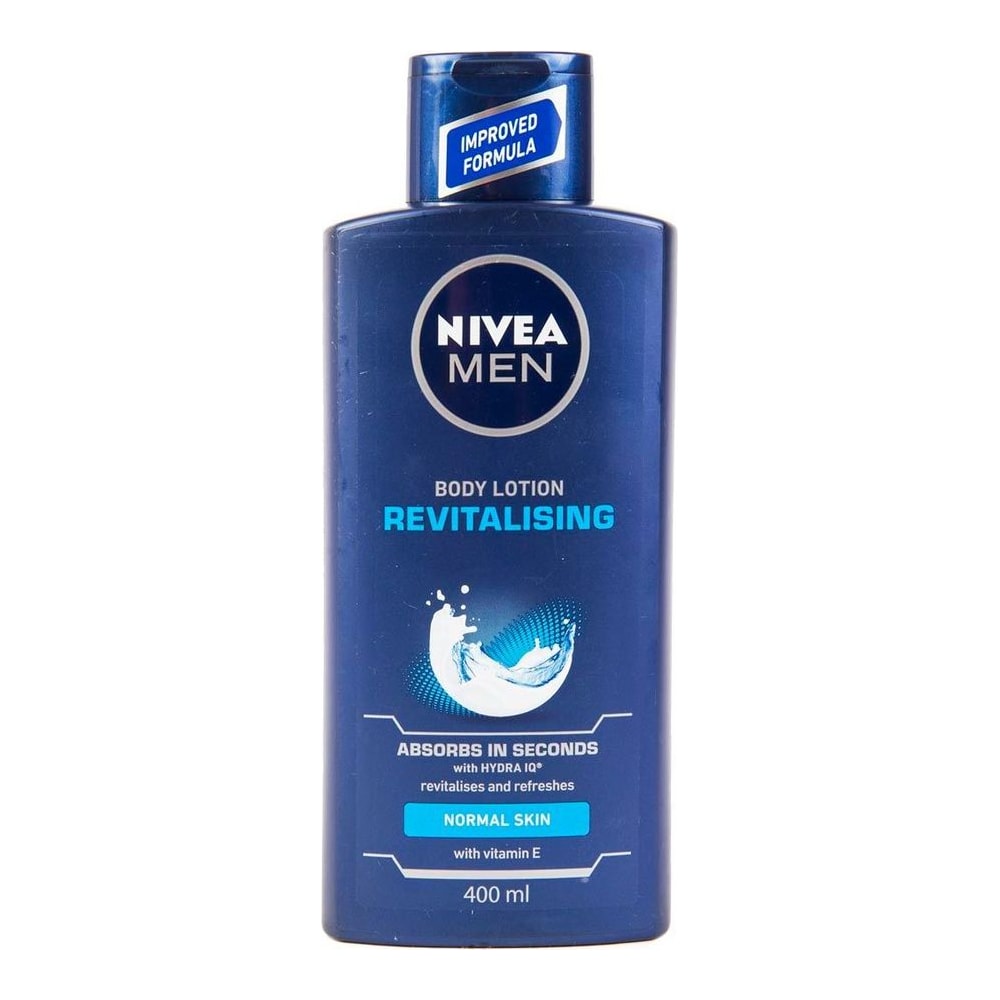 IMPROVED
FORMULA
NIVEA
MEN
BODY LOTION
REVITALISING
ABSORBS IN SECONDS
with HYDRA IQ®
revitalises and refreshes
NORMAL SKIN
with vitamin E
400 ml